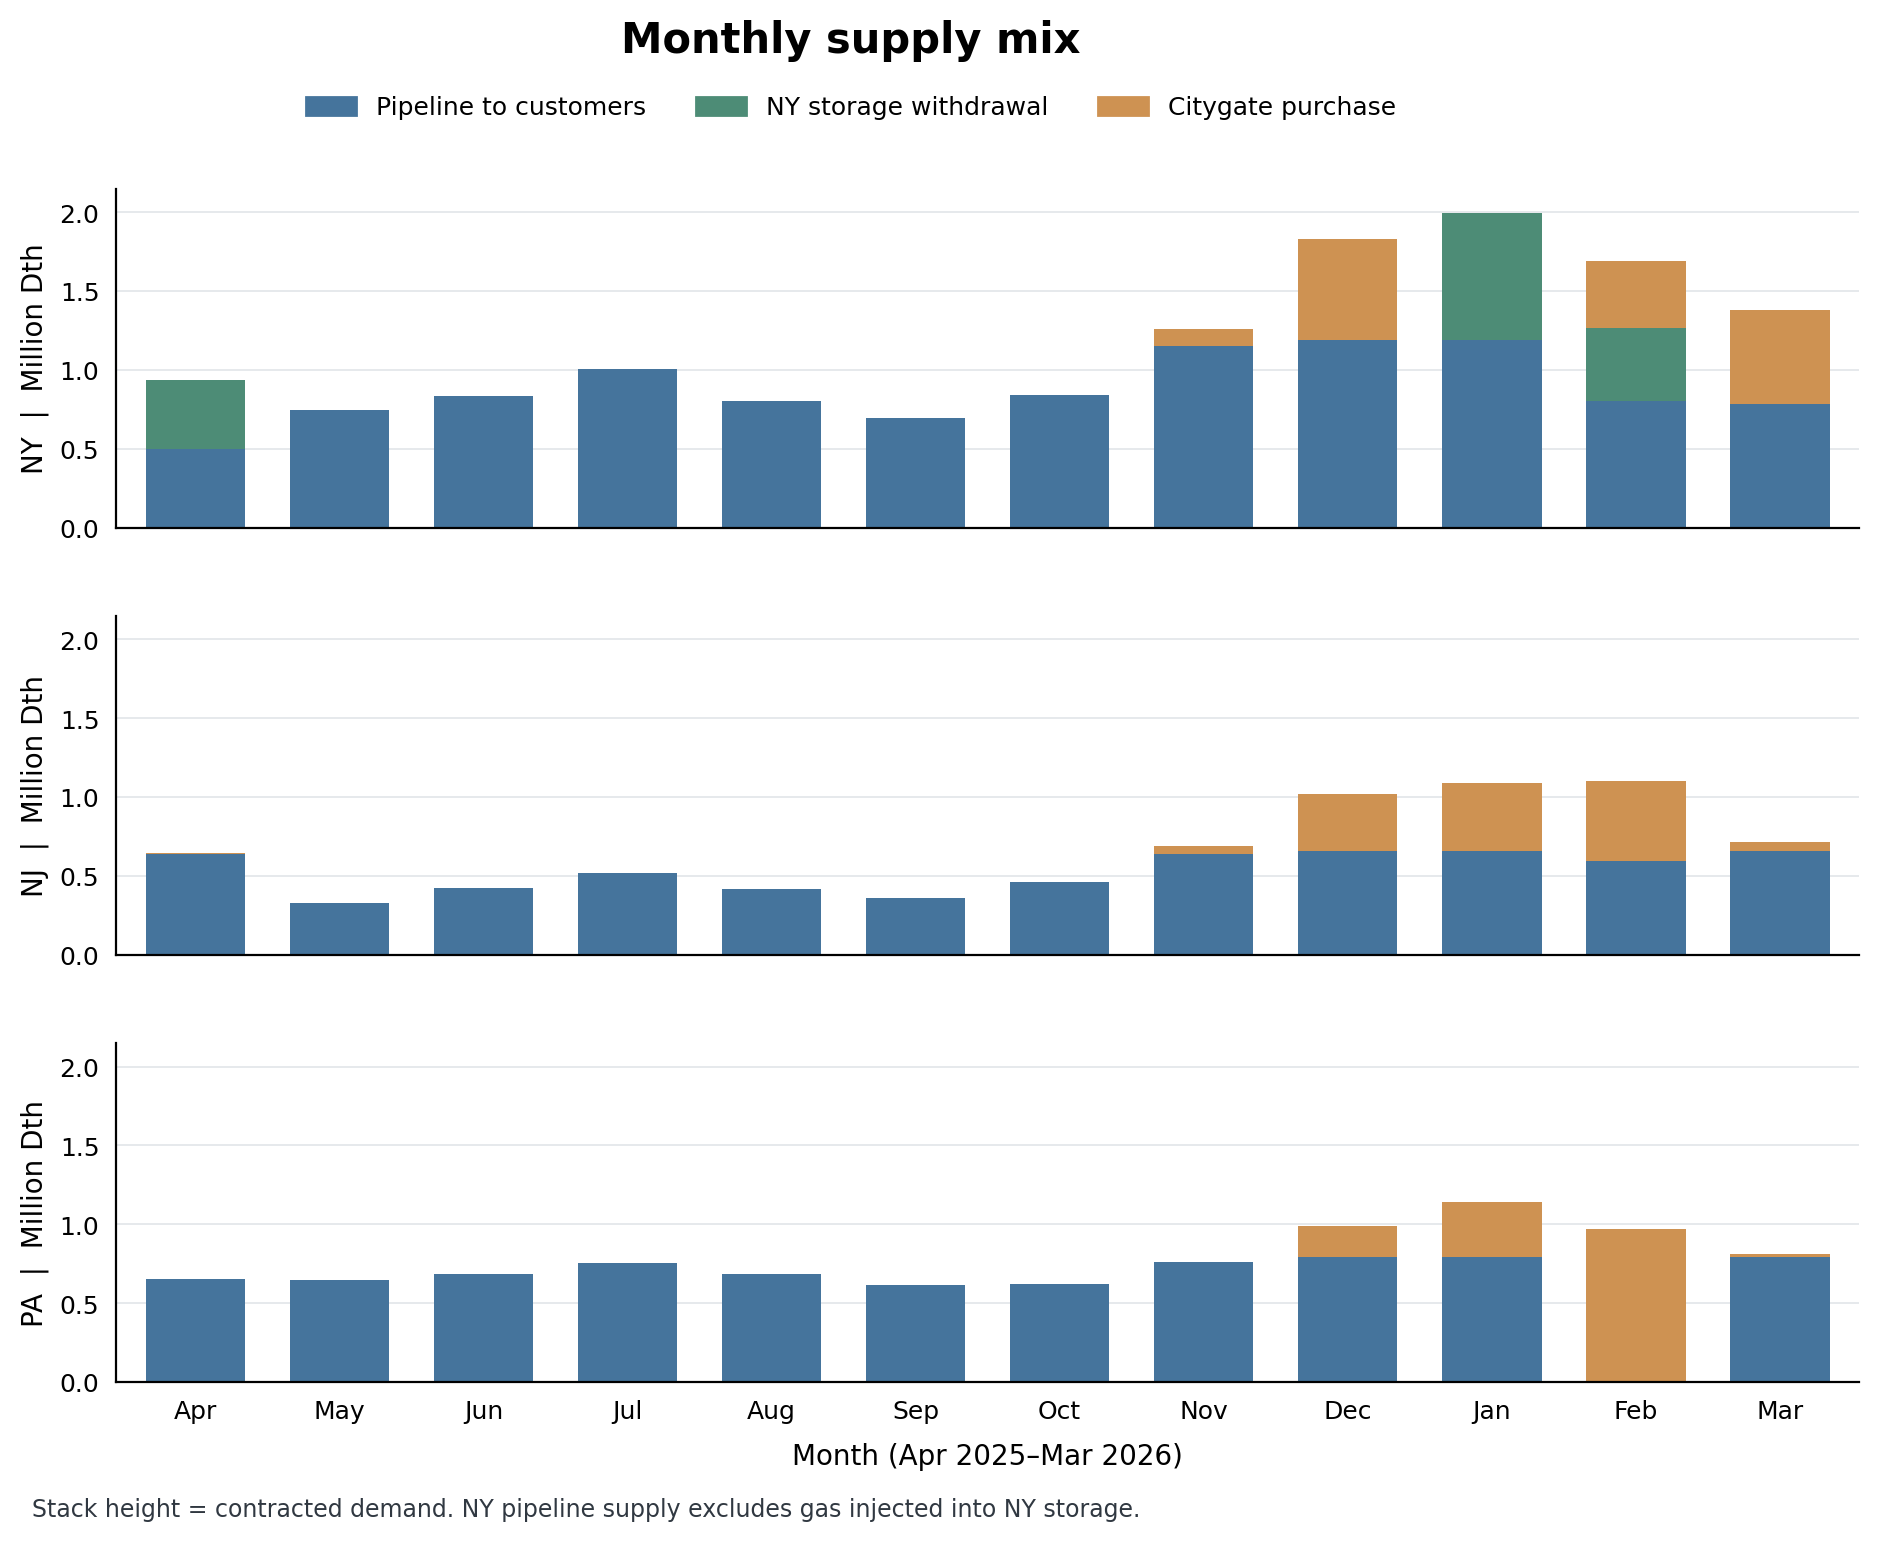 Monthly supply mix
Pipeline to customers NY storage withdrawal Citygate purchase
NY | Million Dth
2.0
1.5
1.0
0.5
0.0
NJ | Million Dth
2.0
1.5
1.0
0.5
0.0
PA | Million Dth
2.0
1.5
1.0
0.5
0.0
Apr May Jun Jul Aug Sep Oct Nov Dec Jan Feb Mar
Month (Apr 2025–Mar 2026)
Stack height = contracted demand. NY pipeline supply excludes gas injected into NY storage.